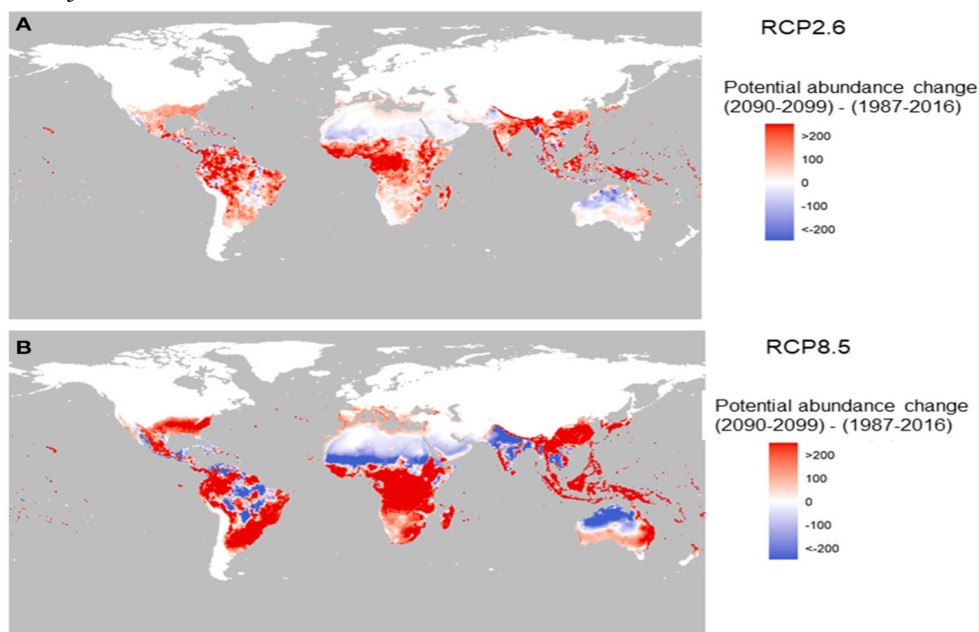 A
RCP2.6
Potential abundance change
(2090-2099) - (1987-2016)
>200
100
0
-100
<-200
B
RCP8.5
Potential abundance change
(2090-2099) - (1987-2016)
>200
100
0
-100
<-200